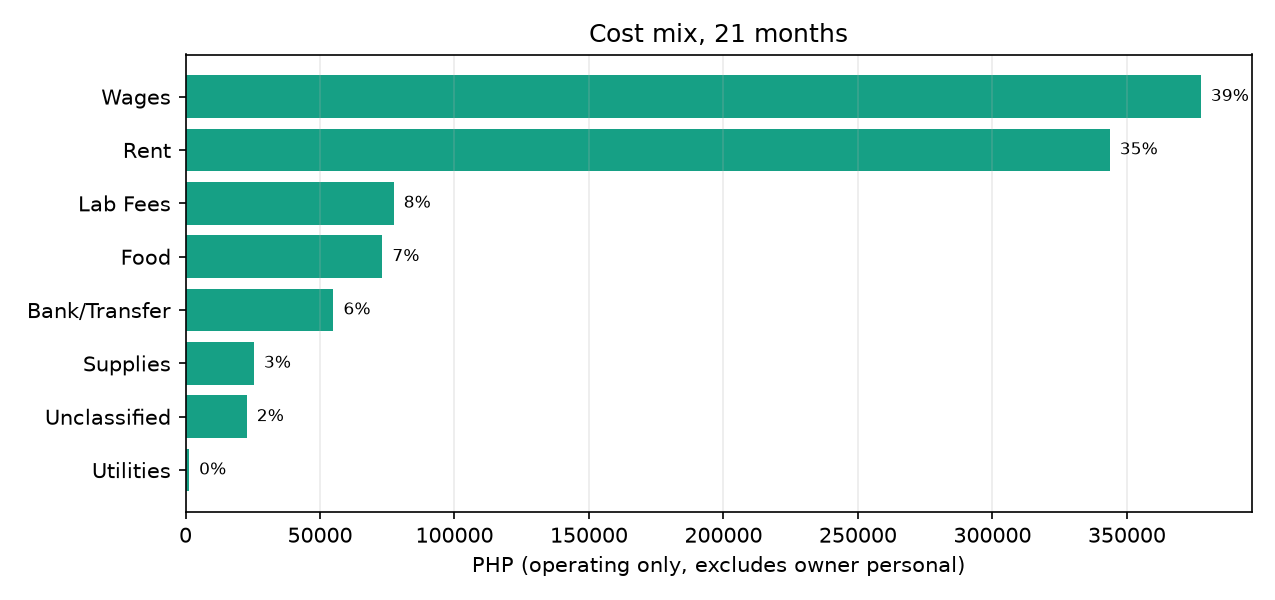 Cost mix, 21 months
Wages 39%
Rent 35%
Lab Fees 8%
Food 7%
Bank/Transfer 6%
Supplies 3%
Unclassified 2%
Utilities 0%
0 50000 100000 150000 200000 250000 300000 350000
PHP (operating only, excludes owner personal)